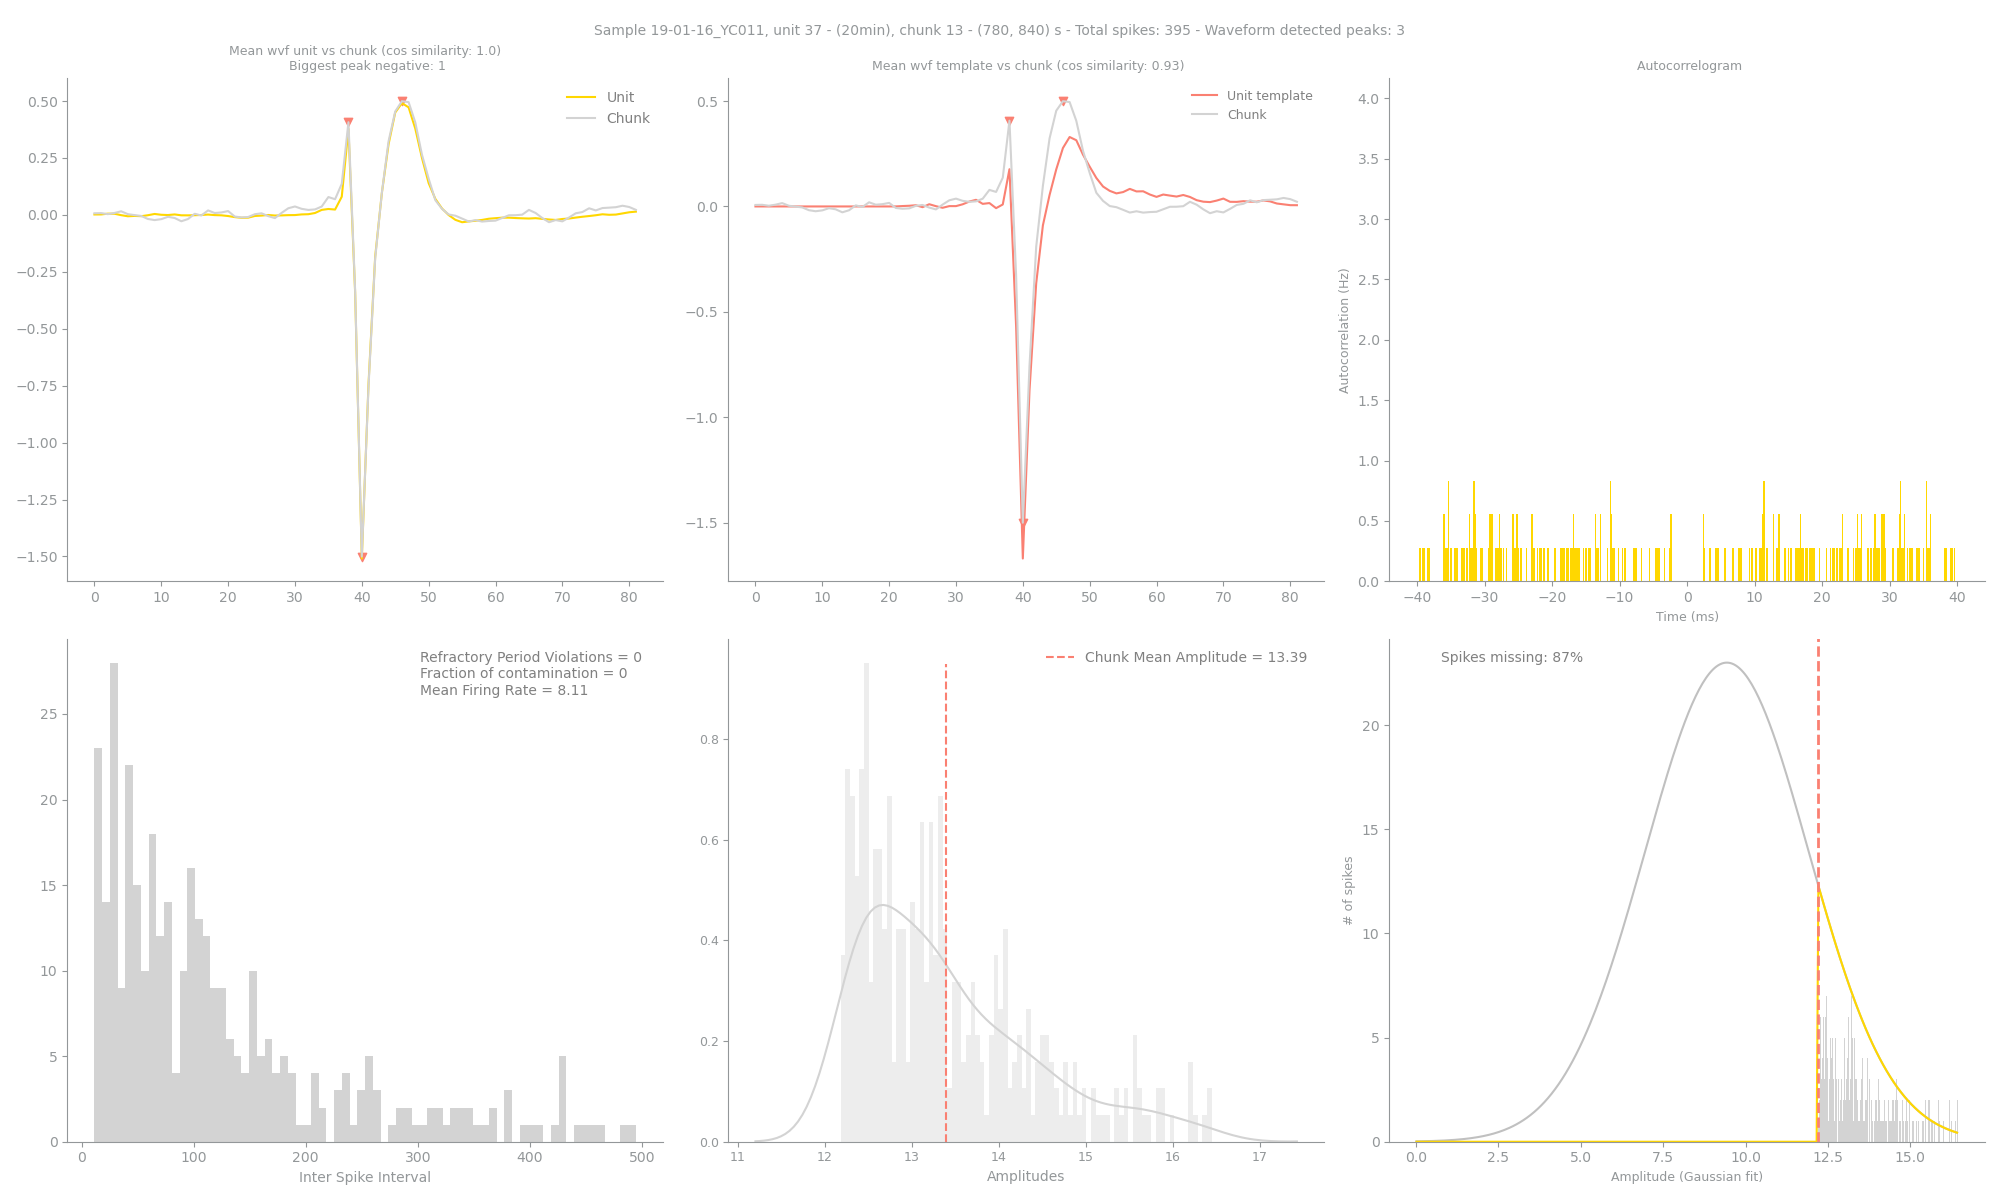 Sample 19-01-16_YC011, unit 37 - (20min), chunk 13 - (780, 840) s - Total spikes: 395 - Waveform detected peaks: 3
Mean wvf unit vs chunk (cos similarity: 1.0)
Biggest peak negative: 1
Unit
Chunk
0.50
0.25
0.00
−0.25
−0.50
−0.75
−1.00
−1.25
−1.50
0 10 20 30 40 50 60 70 80
Mean wvf template vs chunk (cos similarity: 0.93)
Unit template
Chunk
0.5
0.0
−0.5
−1.0
−1.5
0 10 20 30 40 50 60 70 80
Autocorrelogram
Autocorrelation (Hz)
4.0
3.5
3.0
2.5
2.0
1.5
1.0
0.5
0.0
−40 −30 −20 −10 0 10 20 30 40
Time (ms)
Refractory Period Violations = 0
Fraction of contamination = 0
Mean Firing Rate = 8.11
25
20
15
10
5
0
0 100 200 300 400 500
Inter Spike Interval
Chunk Mean Amplitude = 13.39
0.8
0.6
0.4
0.2
0.0
11 12 13 14 15 16 17
Amplitudes
Spikes missing: 87%
# of spikes
20
15
10
5
0
0.0 2.5 5.0 7.5 10.0 12.5 15.0
Amplitude (Gaussian fit)